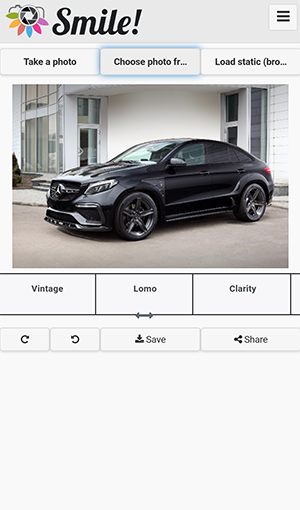 Smile!
Take a photo
Choose photo fr...
Load static (bro...
Vintage
Lomo
Clarity
Save
Share